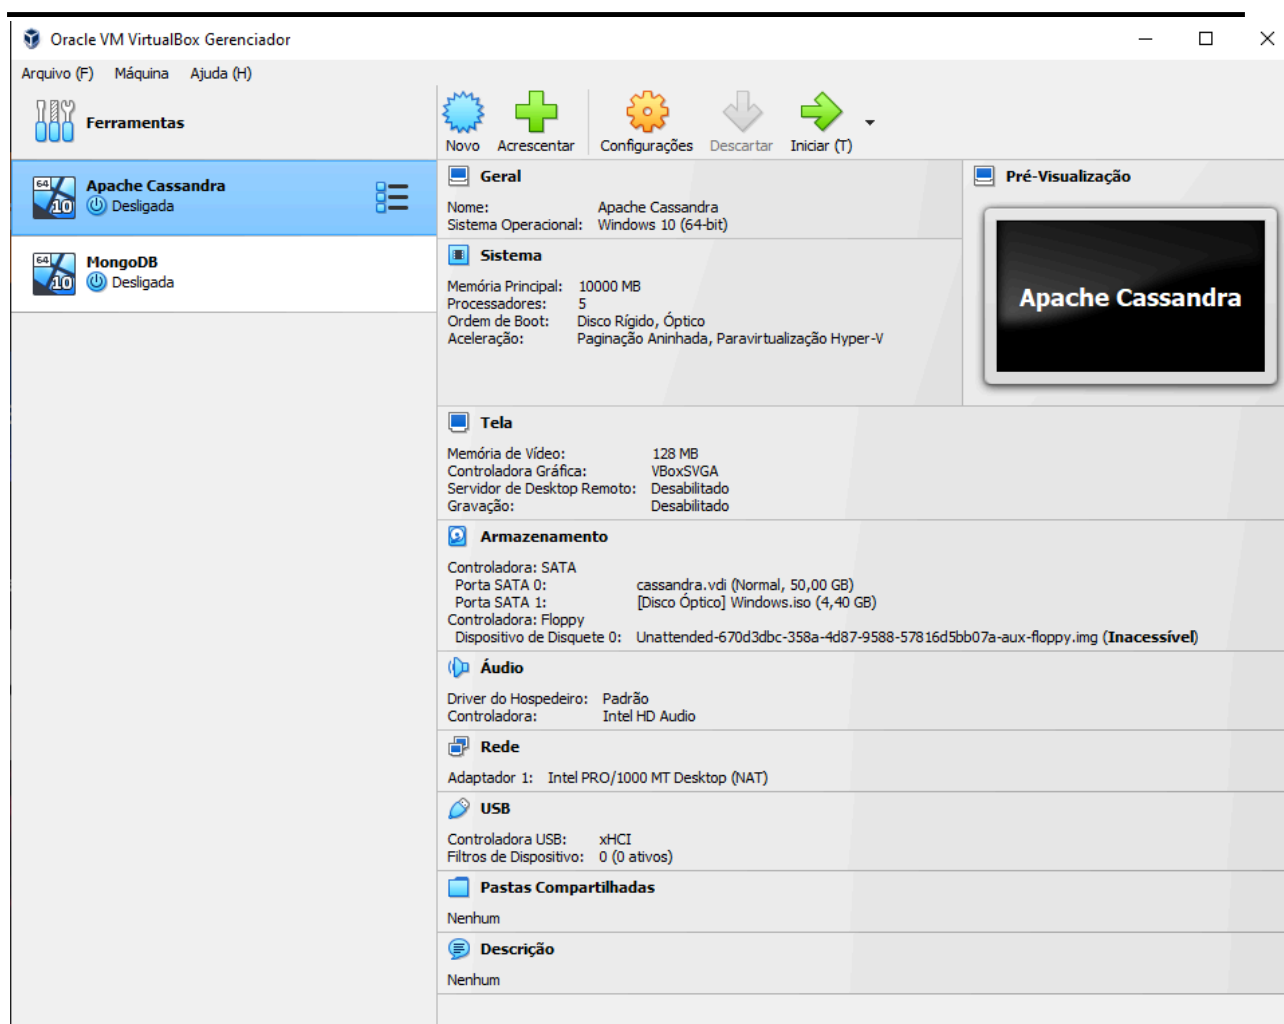 Oracle VM VirtualBox Gerenciador
Arquivo (F) Máquina Ajuda (H)
Ferramentas
Novo Acrescentar Configurações Descartar Iniciar (T)
64
10
Apache Cassandra
Desligada
64
10
MongoDB
Desligada
Geral
Nome: Apache Cassandra
Sistema Operacional: Windows 10 (64-bit)
Pré-Visualização
Apache Cassandra
Sistema
Memória Principal: 10000 MB
Processadores: 5
Ordem de Boot: Disco Rígido, Óptico
Aceleração: Paginação Aninhada, Paravirtualização Hyper-V
Tela
Memória de Vídeo: 128 MB
Controladora Gráfica: VBoxSVGA
Servidor de Desktop Remoto: Desabilitado
Gravação: Desabilitado
Armazenamento
Controladora: SATA
Porta SATA 0: cassandra.vdi (Normal, 50,00 GB)
Porta SATA 1: [Disco Óptico] Windows.iso (4,40 GB)
Controladora: Floppy
Dispositivo de Disquete 0: Unattended-670d3dbc-358a-4d87-9588-57816d5bb07a-aux-floppy.img (Inacessível)
Áudio
Driver do Hospedeiro: Padrão
Controladora: Intel HD Audio
Rede
Adaptador 1: Intel PRO/1000 MT Desktop (NAT)
USB
Controladora USB: xHCI
Filtros de Dispositivo: 0 (0 ativos)
Pastas Compartilhadas
Nenhum
Descrição
Nenhum